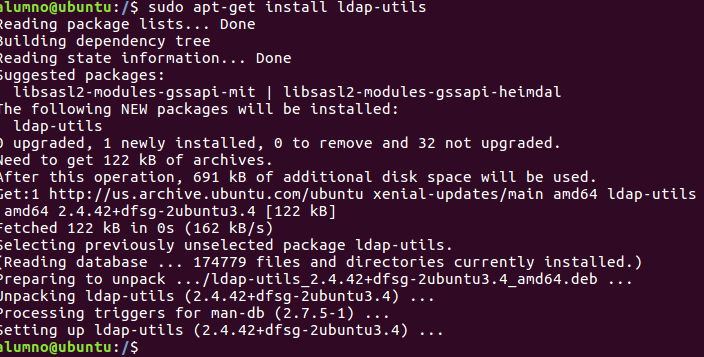 alumno@ubuntu:/$ sudo apt-get install ldap-utils
Reading package lists... Done
Building dependency tree
Reading state information... Done
Suggested packages:
  libsasl2-modules-gssapi-mit | libsasl2-modules-gssapi-heimdal
The following NEW packages will be installed:
  ldap-utils
0 upgraded, 1 newly installed, 0 to remove and 32 not upgraded.
Need to get 122 kB of archives.
After this operation, 691 kB of additional disk space will be used.
Get:1 http://us.archive.ubuntu.com/ubuntu xenial-updates/main amd64 ldap-utils
 amd64 2.4.42+dfsg-2ubuntu3.4 [122 kB]
Fetched 122 kB in 0s (162 kB/s)
Selecting previously unselected package ldap-utils.
(Reading database ... 174779 files and directories currently installed.)
Preparing to unpack .../ldap-utils_2.4.42+dfsg-2ubuntu3.4_amd64.deb ...
Unpacking ldap-utils (2.4.42+dfsg-2ubuntu3.4) ...
Processing triggers for man-db (2.7.5-1) ...
Setting up ldap-utils (2.4.42+dfsg-2ubuntu3.4) ...
alumno@ubuntu:/$